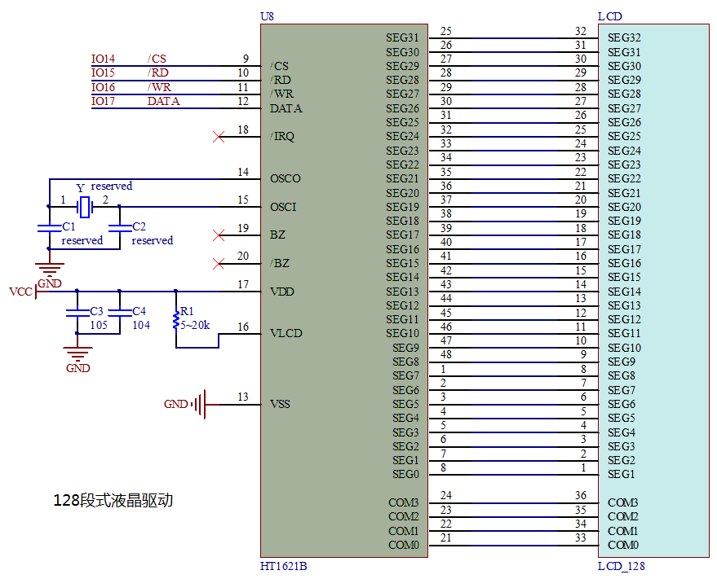 U8 LCD
SEG31 25 32 SEG32
SEG30 26 31 SEG31
IO14 /CS 9 /CS SEG29 27 30 SEG30
IO15 /RD 10 /RD SEG28 28 29 SEG29
IO16 /WR 11 /WR SEG27 29 28 SEG28
IO17 DATA 12 DATA SEG26 30 27 SEG27
SEG25 31 26 SEG26
18 /IRQ SEG24 32 25 SEG25
SEG23 33 24 SEG24
SEG22 34 23 SEG23
14 OSCO SEG21 35 22 SEG22
Y reserved SEG20 36 21 SEG21
1 2 15 OSCI SEG19 37 20 SEG20
C1 C2 SEG18 38 19 SEG19
reserved reserved 19 BZ SEG17 39 18 SEG18
SEG16 40 17 SEG17
20 /BZ SEG15 41 16 SEG16
GND SEG14 42 15 SEG15
VCC 17 VDD SEG13 43 14 SEG14
C3 C4 R1 SEG12 44 13 SEG13
105 104 5~20k SEG11 45 12 SEG12
16 VLCD SEG10 46 11 SEG11
SEG9 47 10 SEG10
GND SEG8 48 9 SEG9
SEG7 1 8 SEG8
SEG6 2 7 SEG7
GND 13 VSS SEG5 3 6 SEG6
SEG4 4 5 SEG5
SEG3 5 4 SEG4
SEG2 6 3 SEG3
SEG1 7 2 SEG2
SEG0 8 1 SEG1
128段式液晶驱动
COM3 24 36 COM3
COM2 23 35 COM2
COM1 22 34 COM1
COM0 21 33 COM0
HT1621B LCD_128